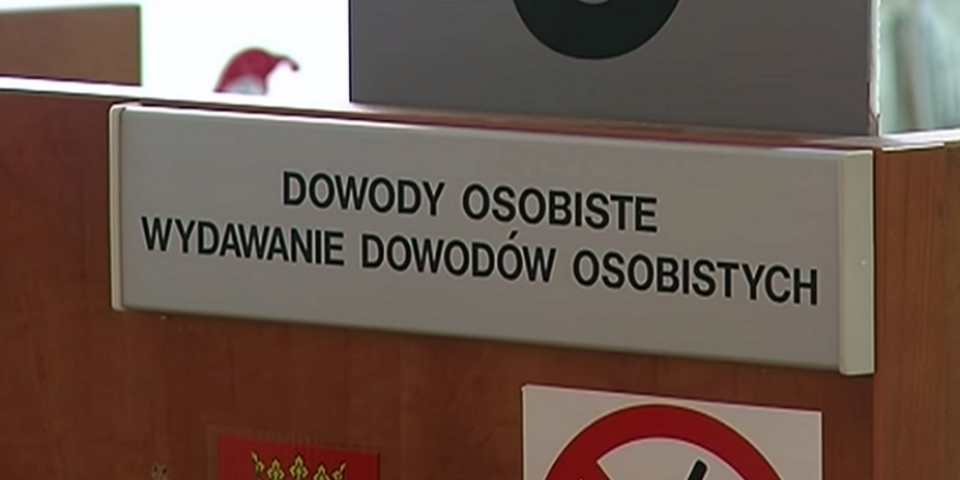 DOWODY OSOBISTE
WYDAWANIE DOWODÓW OSOBISTYCH